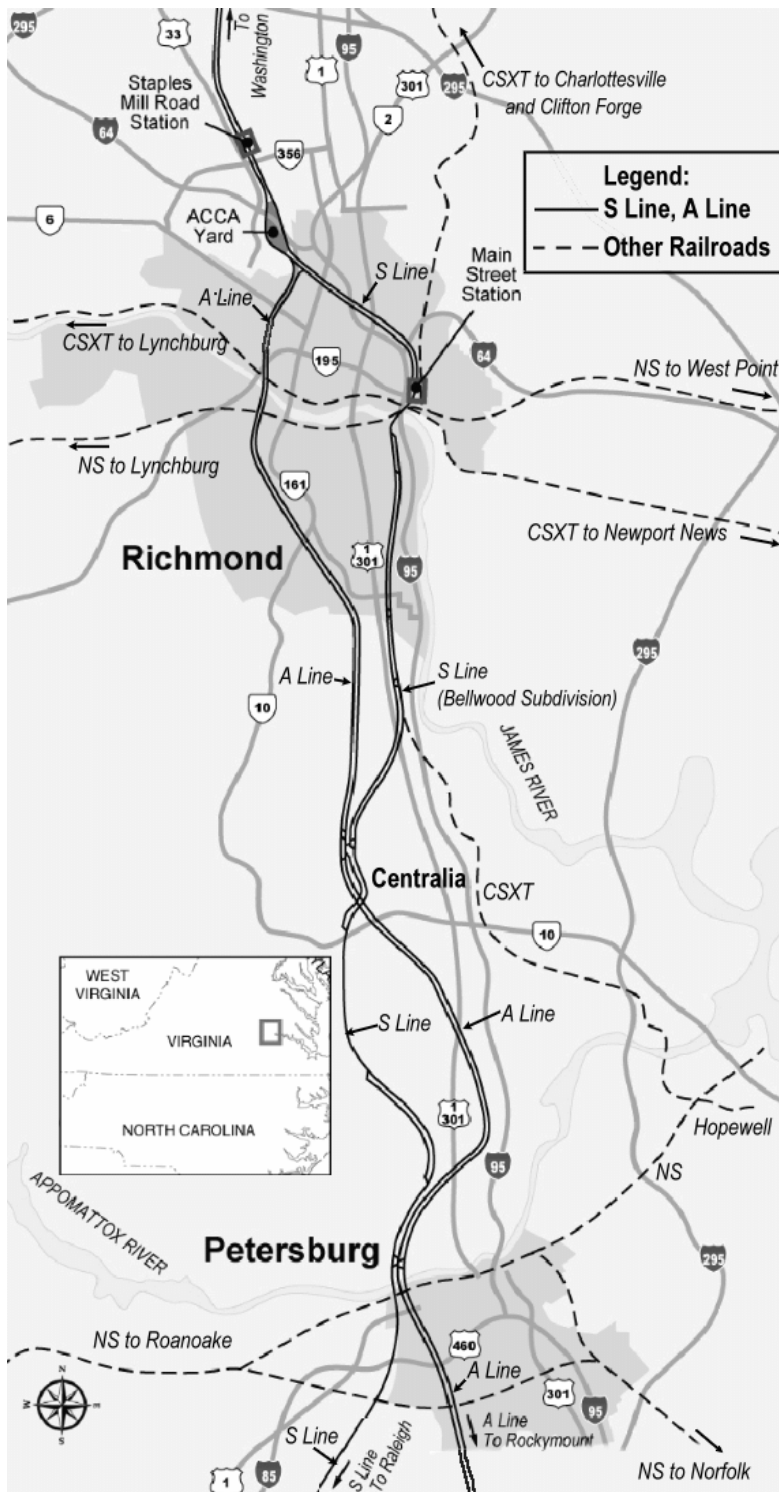 295
33
To
Washington
1
95
301
295
CSXT to Charlottesville
and Clifton Forge
Staples
Mill Road
Station
64
2
356
Legend:
S Line, A Line
Other Railroads
6
ACCA
Yard
S Line
Main
Street
Station
A Line
CSXT to Lynchburg
195
64
NS to West Point
NS to Lynchburg
161
CSXT to Newport News
Richmond
1
301
95
295
A Line
S Line
(Bellwood Subdivision)
10
JAMES RIVER
Centralia
CSXT
10
WEST
VIRGINIA
VIRGINIA
NORTH CAROLINA
S Line
A Line
1
301
Hopewell
95
NS
APPOMATTOX RIVER
Petersburg
295
NS to Roanoake
460
A Line
301
95
N
W
E
S
S Line
A Line
To Rockymount
S Line
To Raleigh
1
85
NS to Norfolk